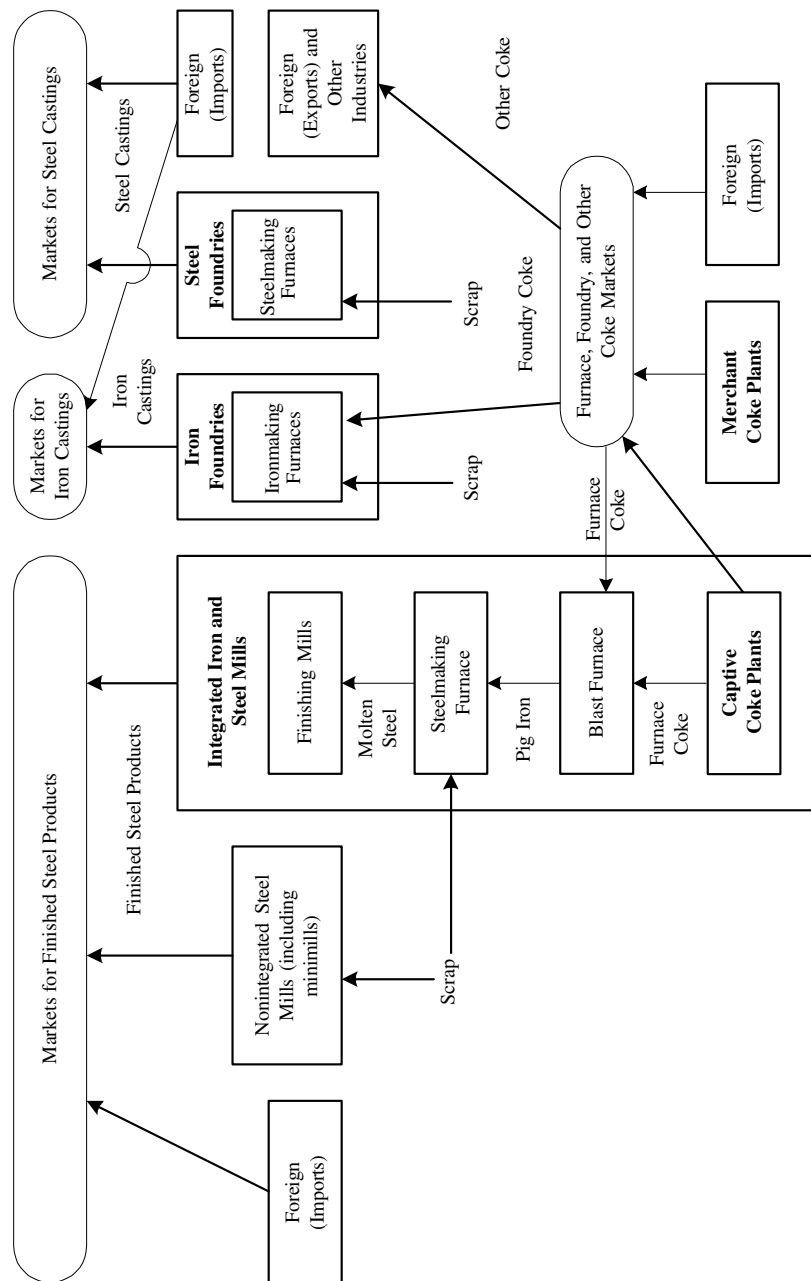 Markets for Finished Steel Products
Markets for
Iron Castings
Markets for Steel Castings
Finished Steel Products
Iron
Castings
Steel Castings
Foreign
(Imports)
Nonintegrated Steel
Mills (including
minimills)
Scrap
Integrated Iron and
Steel Mills
Finishing Mills
Molten
Steel
Steelmaking
Furnace
Pig Iron
Blast Furnace
Furnace
Coke
Captive
Coke Plants
Iron
Foundries
Ironmaking
Furnaces
Scrap
Steel
Foundries
Steelmaking
Furnaces
Scrap
Foreign
(Imports)
Foreign
(Exports) and
Other
Industries
Furnace
Coke
Foundry Coke
Other Coke
Furnace, Foundry, and Other
Coke Markets
Merchant
Coke Plants
Foreign
(Imports)